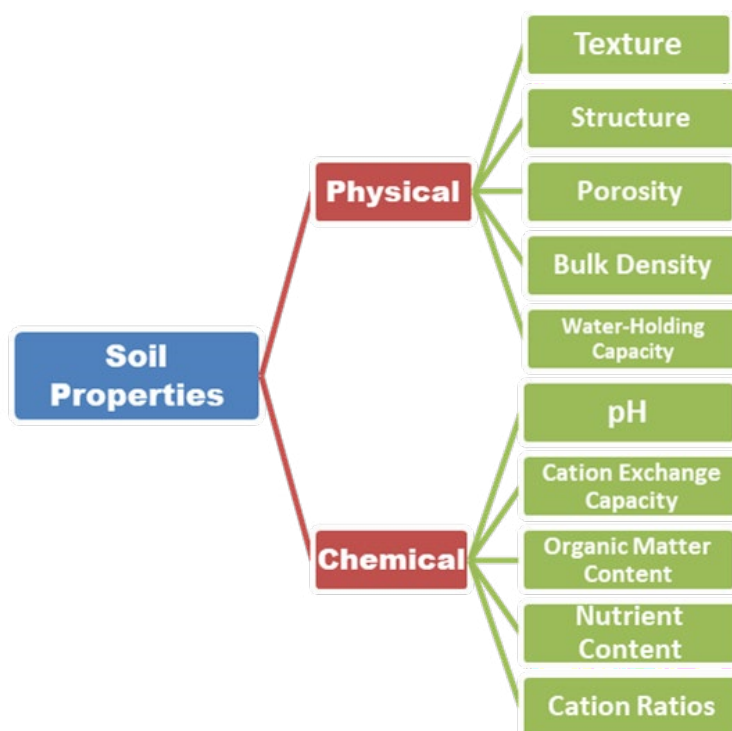 Texture
Structure
Physical
Porosity
Bulk Density
Water-Holding
Capacity
Soil
Properties
pH
Cation Exchange
Capacity
Chemical
Organic Matter
Content
Nutrient
Content
Cation Ratios